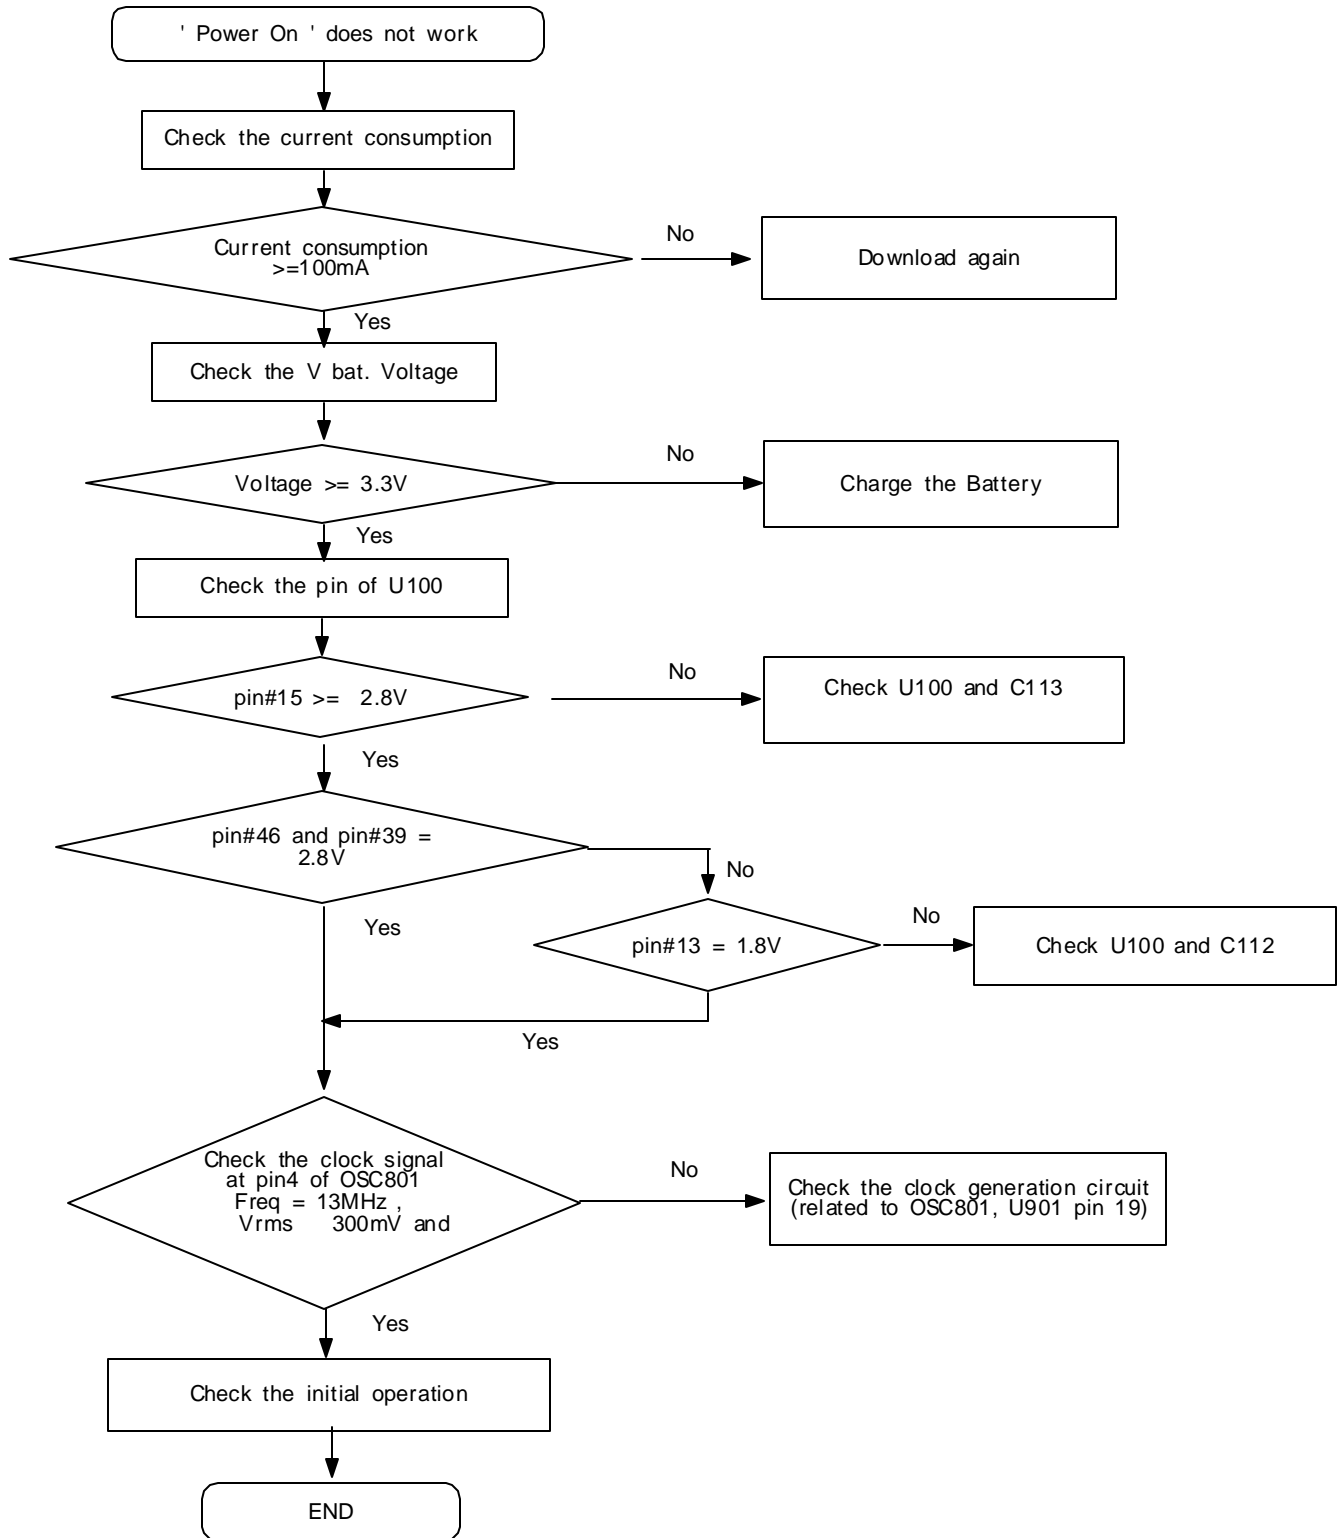 ' Power On ' does not work
Check the current consumption
Current consumption
>=100mA
No
Download again
Yes
Check the V bat. Voltage
Voltage >= 3.3V
No
Charge the Battery
Yes
Check the pin of U100
pin#15 >= 2.8V
No
Check U100 and C113
Yes
pin#46 and pin#39 =
2.8V
No
Yes
pin#13 = 1.8V
No
Check U100 and C112
Yes
Check the clock signal
at pin4 of OSC801
Freq = 13MHz ,
Vrms 300mV and
No
Check the clock generation circuit
(related to OSC801, U901 pin 19)
Yes
Check the initial operation
END